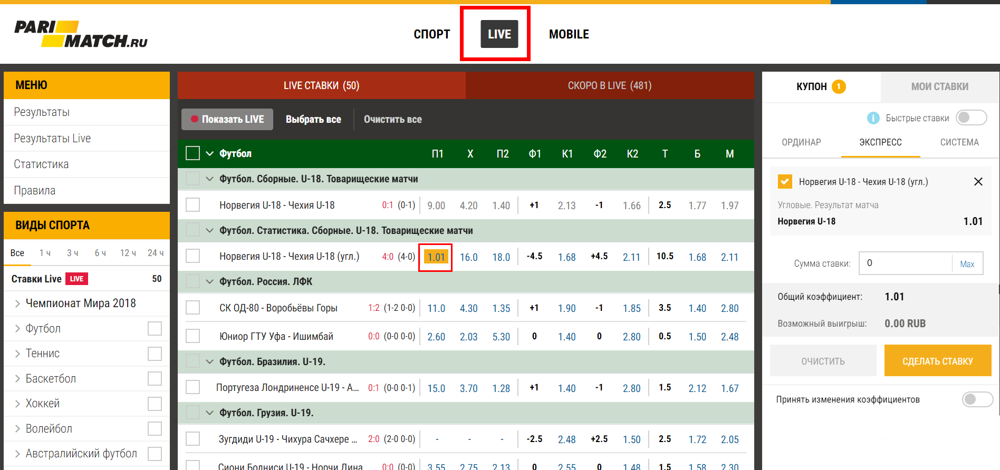 PARI MATCH.RU
СПОРТ LIVE MOBILE
МЕНЮ
Результаты
Результаты Live
Статистика
Правила
ВИДЫ СПОРТА
Все 1 ч 3 ч 6 ч 12 ч 24 ч
Ставки Live LIVE 50
Чемпионат Мира 2018
Футбол
Теннис
Баскетбол
Хоккей
Волейбол
Австралийский футбол
LIVE СТАВКИ (50) СКОРО В LIVE (481)
Показать LIVE Выбрать все Очистить все
Футбол П1 X П2 Ф1 К1 Ф2 К2 Т Б М
Футбол. Сборные. U-18. Товарищеские матчи
Норвегия U-18 - Чехия U-18 0:1 (0-1) 9.00 4.20 1.40 +1 2.13 -1 1.66 2.5 1.77 1.97
Футбол. Статистика. Сборные. U-18. Товарищеские матчи
Норвегия U-18 - Чехия U-18 (угл.) 4:0 (4-0) 1.01 16.0 18.0 -4.5 1.68 +4.5 2.11 10.5 1.68 2.11
Футбол. Россия. ЛФК
СК ОД-80 - Воробьёвы Горы 1:2 (1-2 0-0) 11.0 4.30 1.35 +1 1.90 -1 1.85 3.5 1.40 2.80
Юниор ГТУ Уфа - Ишимбай 0:0 (0-0 0-0) 2.60 2.03 5.30 0 1.40 0 2.80 0.5 1.50 2.48
Футбол. Бразилия. U-19.
Португеза Лондриненсе U-19 - А... 0:1 (0-0 0-1) 15.0 3.70 1.28 +1 1.40 -1 2.80 1.5 2.12 1.67
Футбол. Грузия. U-19.
Зугдиди U-19 - Чихура Сачхере ... 2:0 (2-0 0-0) - - - -2.5 2.48 +2.5 1.50 2.5 1.72 2.05
Сиони Болниси U-19 - Норчи Дина 0:0 (0-0) 3.55 2.75 2.13 0 2.55 0 1.48 1.5 1.58 2.30
КУПОН 1 МОИ СТАВКИ
i Быстрые ставки
ОРДИНАР ЭКСПРЕСС СИСТЕМА
Норвегия U-18 - Чехия U-18 (угл.)
Угловые. Результат матча
Норвегия U-18 1.01
Сумма ставки: 0 Max
Общий коэффициент: 1.01
Возможный выигрыш: 0.00 RUB
ОЧИСТИТЬ СДЕЛАТЬ СТАВКУ
Принять изменения коэффициентов